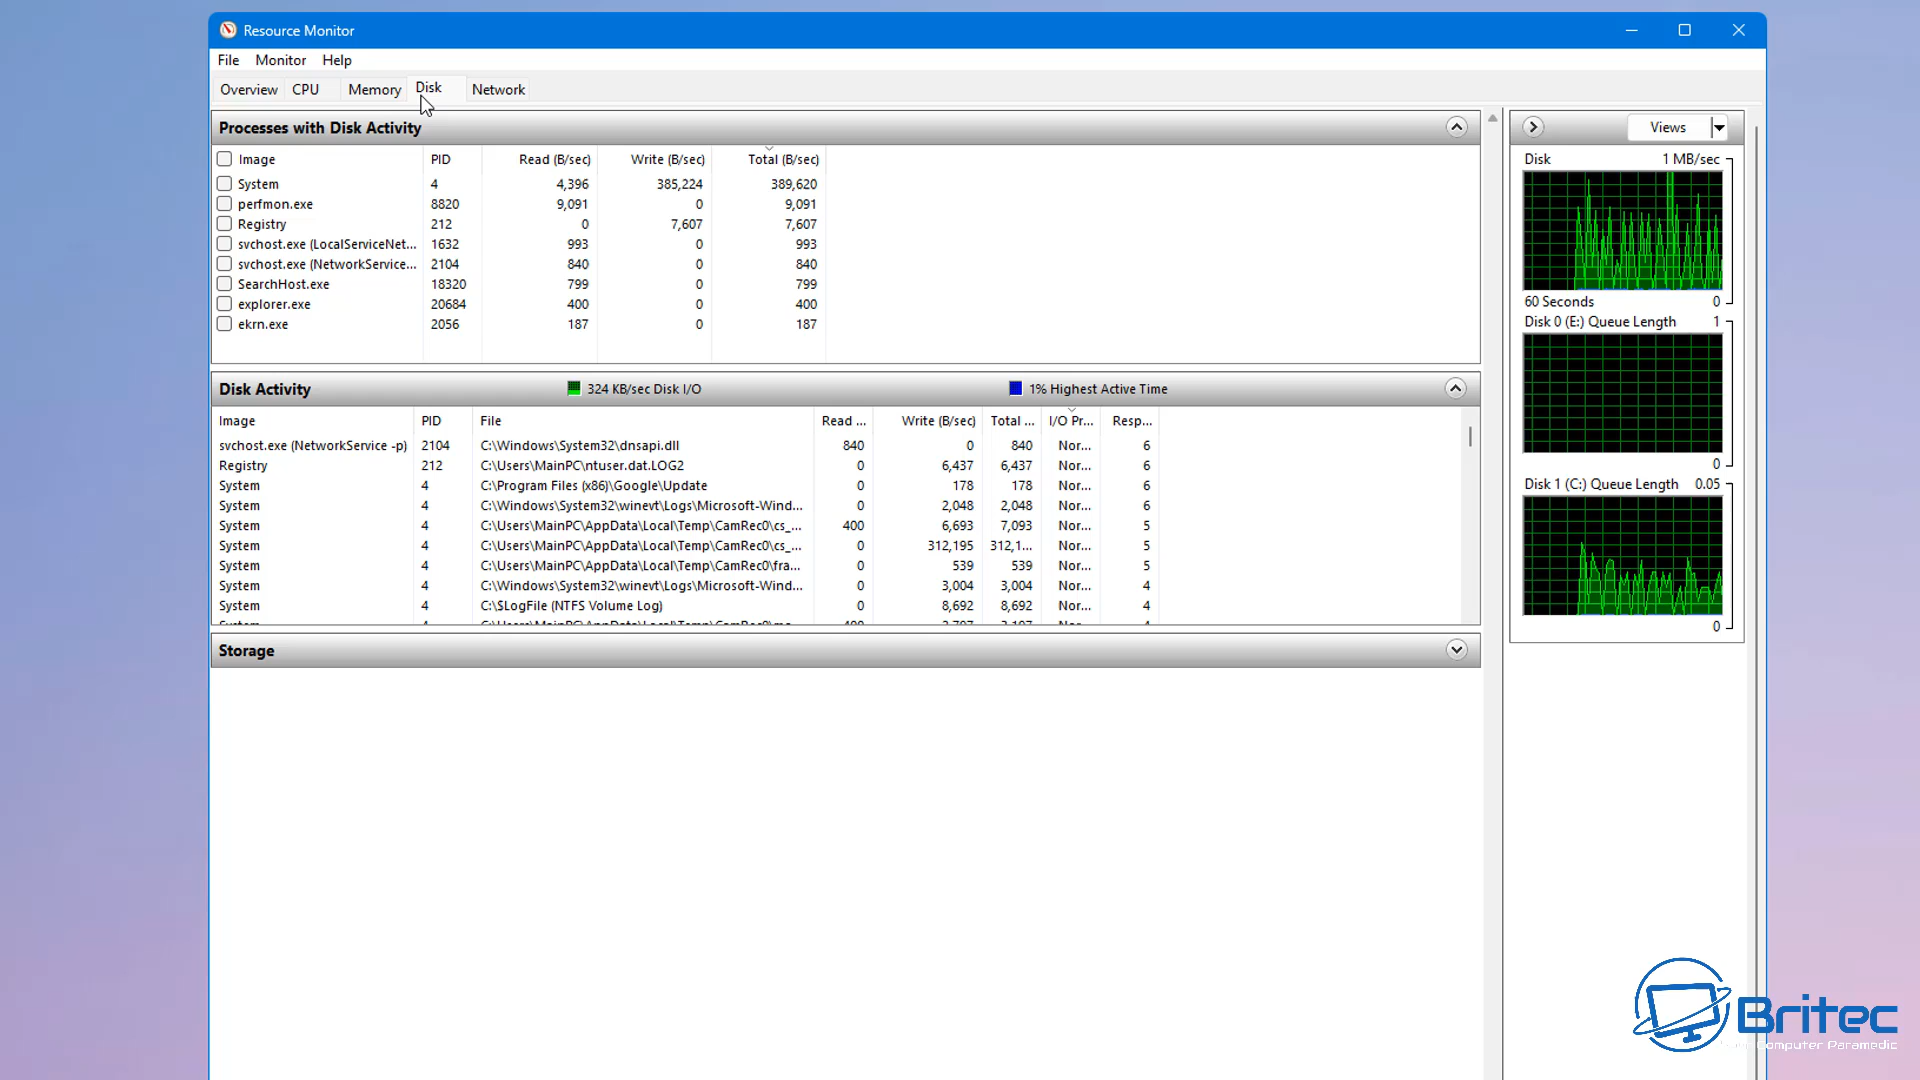 Resource Monitor
File Monitor Help
Overview CPU Memory Disk Network
Processes with Disk Activity
Image PID Read (B/sec) Write (B/sec) Total (B/sec)
System 4 4,396 385,224 389,620
perfmon.exe 8820 9,091 0 9,091
Registry 212 0 7,607 7,607
svchost.exe (LocalServiceNet... 1632 993 0 993
svchost.exe (NetworkService... 2104 840 0 840
SearchHost.exe 18320 799 0 799
explorer.exe 20684 400 0 400
ekrn.exe 2056 187 0 187
Disk Activity 324 KB/sec Disk I/O 1% Highest Active Time
Image PID File Read ... Write (B/sec) Total ... I/O Pr... Resp...
svchost.exe (NetworkService -p) 2104 C:\Windows\System32\dnsapi.dll 840 0 840 Nor... 6
Registry 212 C:\Users\MainPC\ntuser.dat.LOG2 0 6,437 6,437 Nor... 6
System 4 C:\Program Files (x86)\Google\Update 0 178 178 Nor... 6
System 4 C:\Windows\System32\winevt\Logs\Microsoft-Wind... 0 2,048 2,048 Nor... 6
System 4 C:\Users\MainPC\AppData\Local\Temp\CamRec0\cs_... 400 6,693 7,093 Nor... 5
System 4 C:\Users\MainPC\AppData\Local\Temp\CamRec0\cs_... 0 312,195 312,1... Nor... 5
System 4 C:\Users\MainPC\AppData\Local\Temp\CamRec0\fra... 0 539 539 Nor... 5
System 4 C:\Windows\System32\winevt\Logs\Microsoft-Wind... 0 3,004 3,004 Nor... 4
System 4 C:\$LogFile (NTFS Volume Log) 0 8,692 8,692 Nor... 4
Storage
Views
Disk 1 MB/sec
60 Seconds 0
Disk 0 (E:) Queue Length 1
0
Disk 1 (C:) Queue Length 0.05
0
Britec
Computer Paramedic